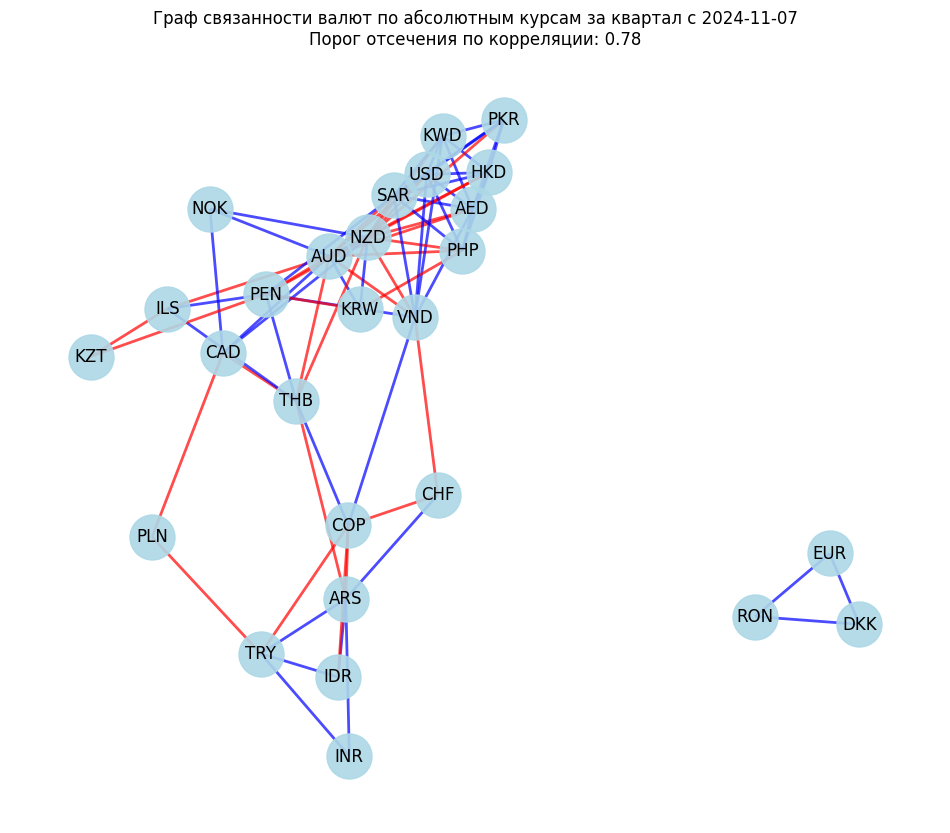 Граф связанности валют по абсолютным курсам за квартал с 2024-11-07
Порог отсечения по корреляции: 0.78
PKR
KWD
USD
HKD
SAR
NOK
AED
NZD
AUD
PHP
PEN
ILS
KRW
VND
CAD
KZT
THB
CHF
COP
PLN
EUR
ARS
RON
DKK
TRY
IDR
INR